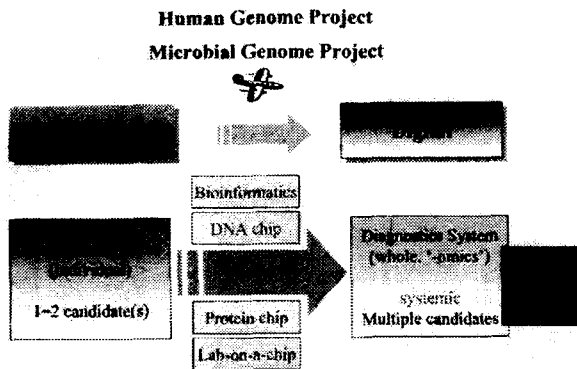 Human Genome Project
Microbial Genome Project
Bioinformatics
DNA chip
1~2 candidate(s)
Protein chip
Lab-on-a-chip
Diagnostics System
(whole, '-omics')
systemic
Multiple candidates